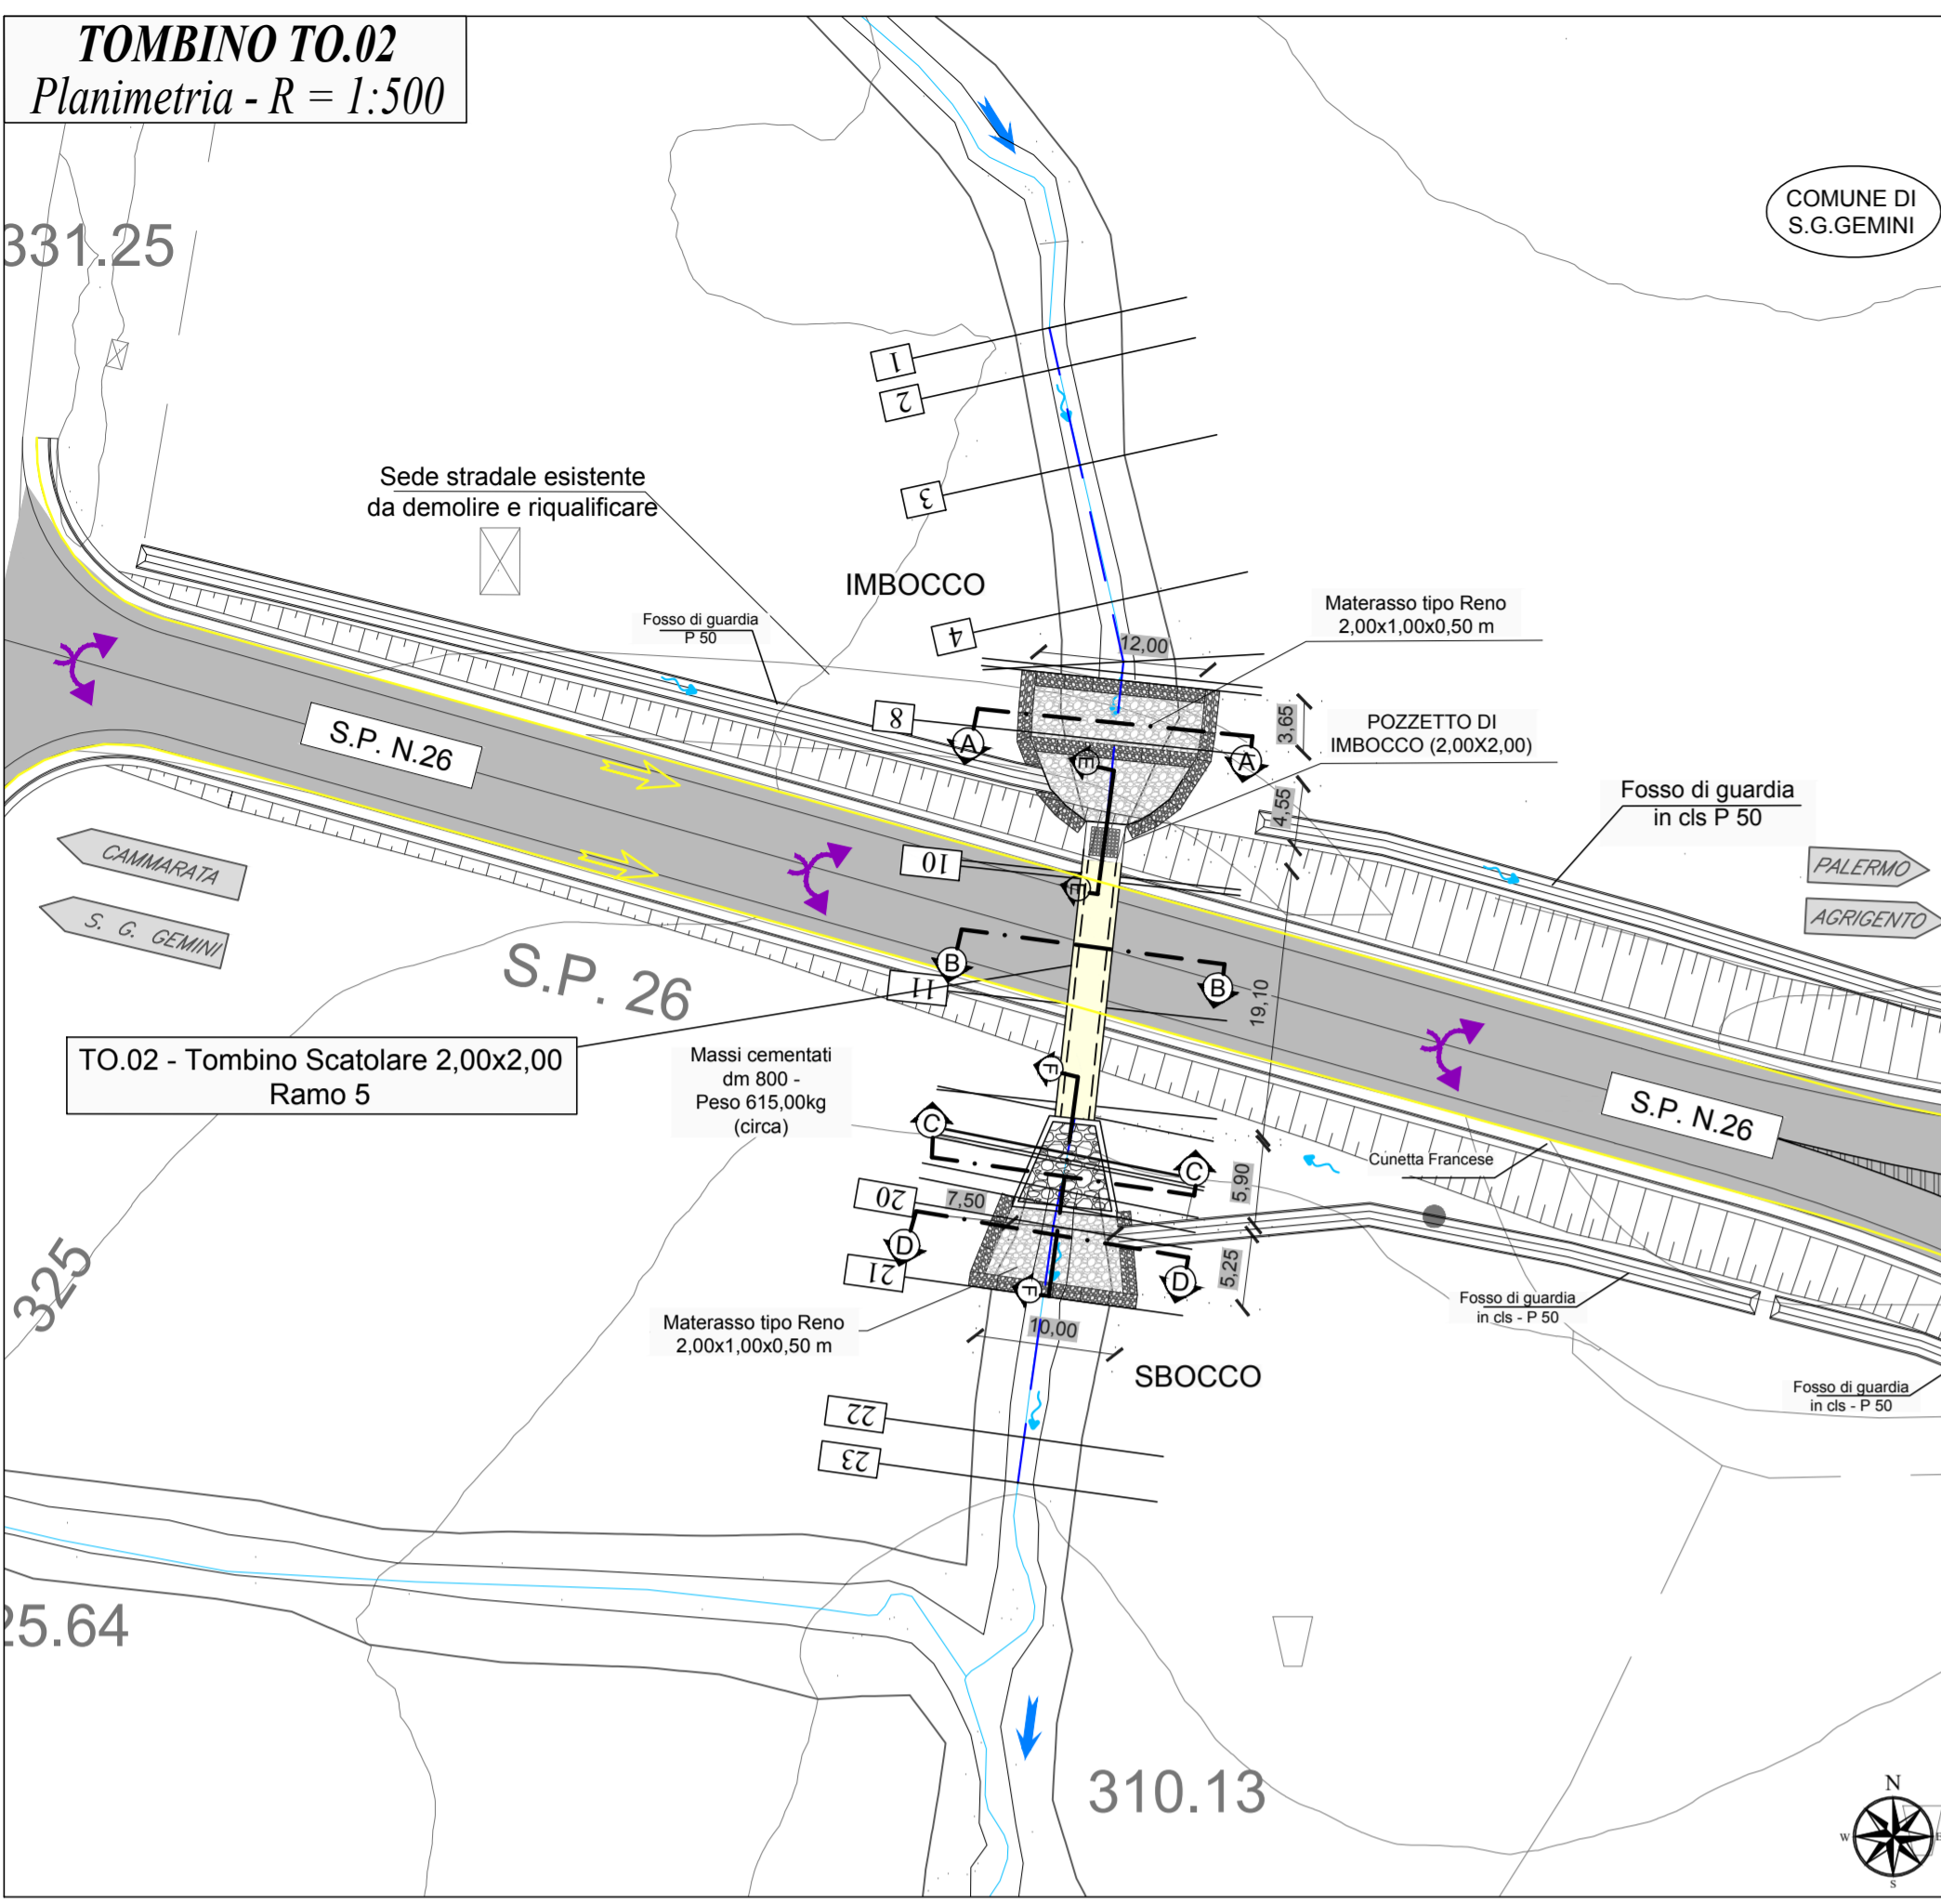 TOMBINO TO.02
Planimetria - R = 1:500
COMUNE DI
S.G.GEMINI
331.25
1
2
3
4
Sede stradale esistente
da demolire e riqualificare
IMBOCCO
Fosso di guardia
P 50
12,00
Materasso tipo Reno
2,00x1,00x0,50 m
8
A
A
3,65
POZZETTO DI
IMBOCCO (2,00X2,00)
E
S.P. N.26
4,55
Fosso di guardia
in cls P 50
10
E
CAMMARATA
S. G. GEMINI
PALERMO
AGRIGENTO
S.P. 26
B
B
11
19,10
TO.02 - Tombino Scatolare 2,00x2,00
Ramo 5
Massi cementati
dm 800 -
Peso 615,00kg
(circa)
F
C
C
S.P. N.26
Cunetta Francese
20
7,50
5,90
D
D
21
5,25
F
325
Materasso tipo Reno
2,00x1,00x0,50 m
10,00
SBOCCO
Fosso di guardia
in cls - P 50
Fosso di guardia
in cls - P 50
22
23
25.64
310.13
N
W
E
S